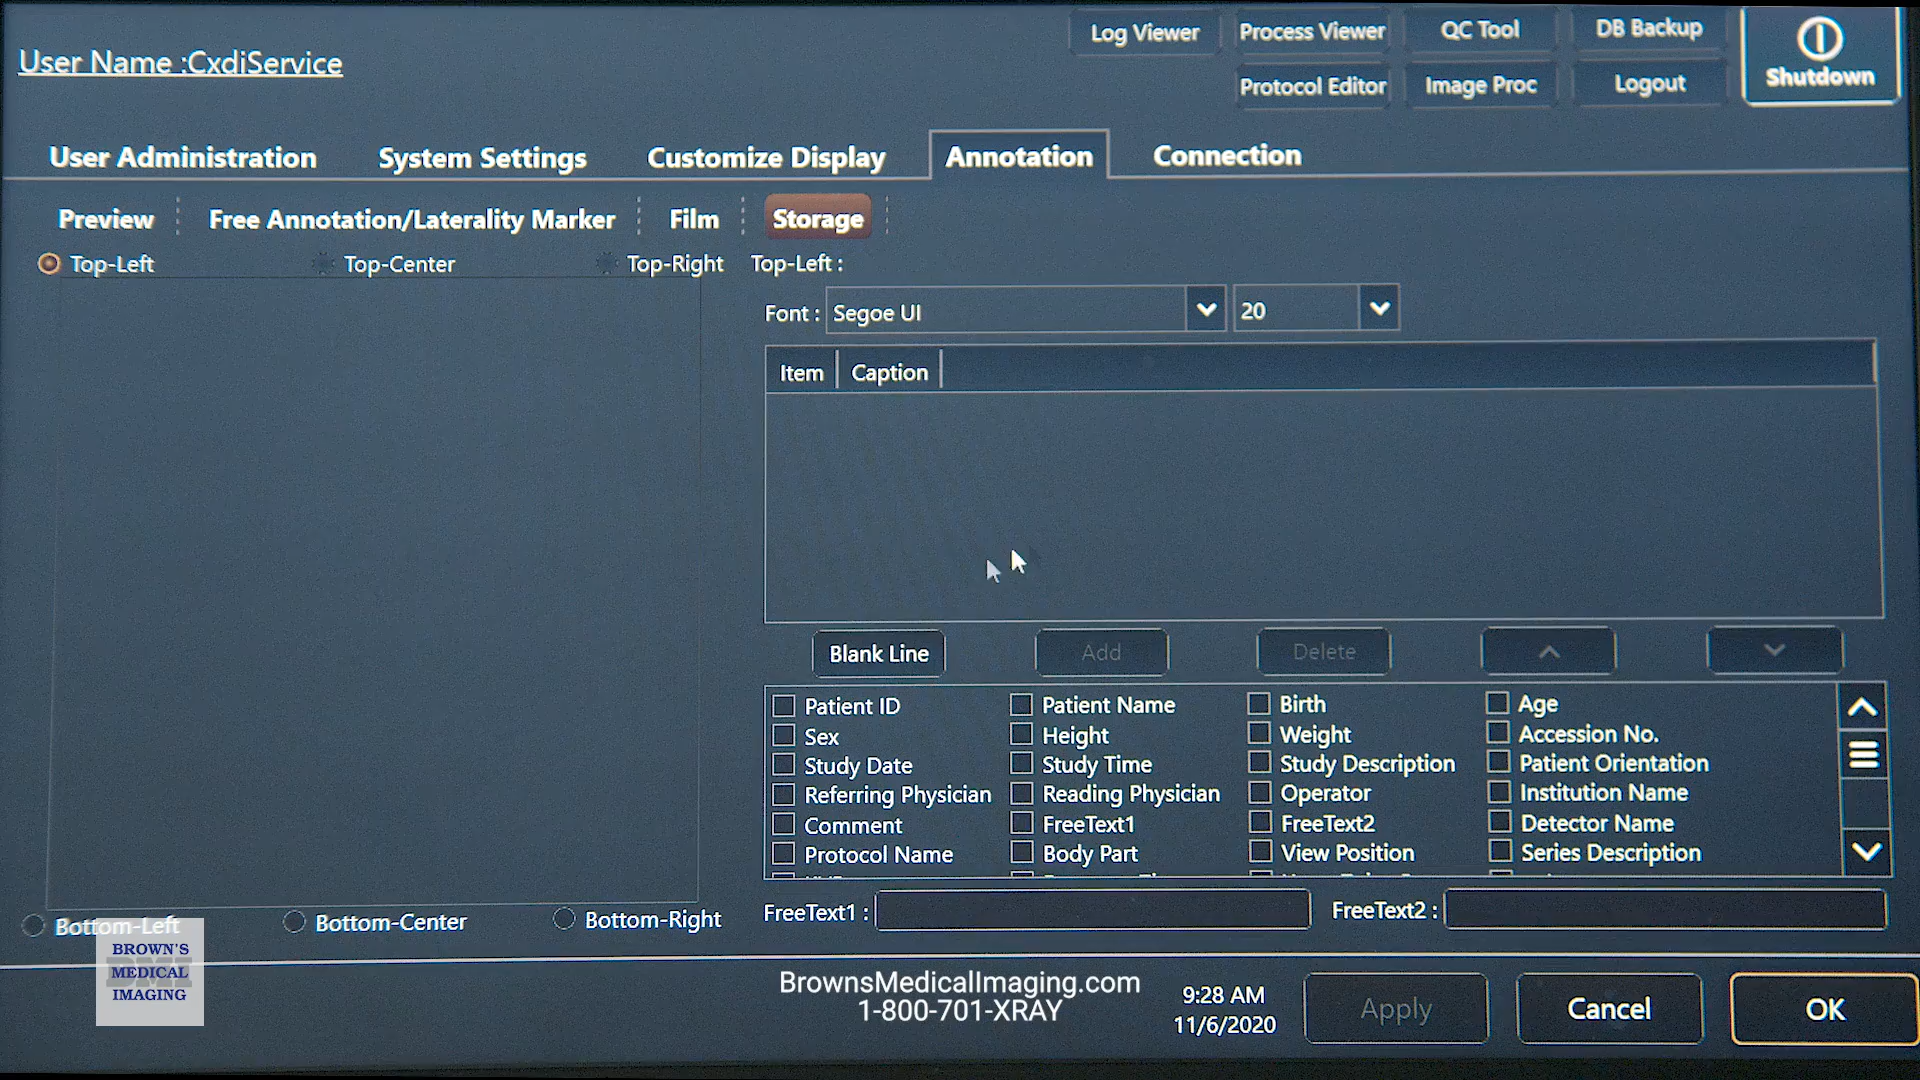 User Name :CxdiService
Log Viewer
Process Viewer
QC Tool
DB Backup
Shutdown
Protocol Editor
Image Proc
Logout
User Administration
System Settings
Customize Display
Annotation
Connection
Preview
Free Annotation/Laterality Marker
Film
Storage
Top-Left
Top-Center
Top-Right
Top-Left :
Font :
Segoe UI
20
Item
Caption
Blank Line
Add
Delete
Patient ID
Patient Name
Birth
Age
Sex
Height
Weight
Accession No.
Study Date
Study Time
Study Description
Patient Orientation
Referring Physician
Reading Physician
Operator
Institution Name
Comment
FreeText1
FreeText2
Detector Name
Protocol Name
Body Part
View Position
Series Description
FreeText1 :
FreeText2 :
Bottom-Left
Bottom-Center
Bottom-Right
BROWN'S
BMI
MEDICAL
IMAGING
BrownsMedicalImaging.com
1-800-701-XRAY
9:28 AM
11/6/2020
Apply
Cancel
OK